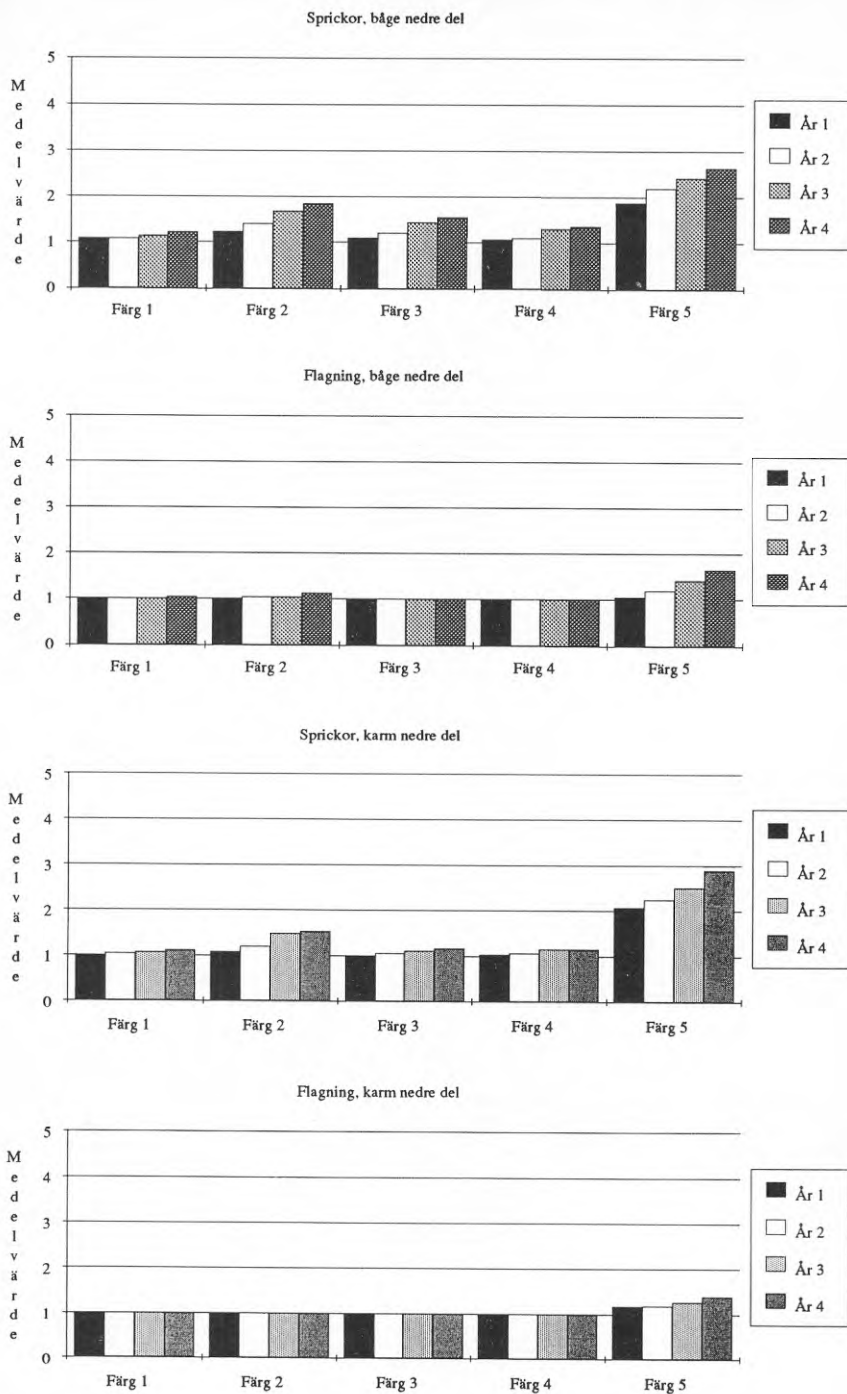 Sprickor, båge nedre del
Medelvärde
5
4
3
2
1
0
Färg 1 Färg 2 Färg 3 Färg 4 Färg 5
År 1
År 2
År 3
År 4
Flagning, båge nedre del
Medelvärde
5
4
3
2
1
0
Färg 1 Färg 2 Färg 3 Färg 4 Färg 5
År 1
År 2
År 3
År 4
Sprickor, karm nedre del
Medelvärde
5
4
3
2
1
0
Färg 1 Färg 2 Färg 3 Färg 4 Färg 5
År 1
År 2
År 3
År 4
Flagning, karm nedre del
Medelvärde
5
4
3
2
1
0
Färg 1 Färg 2 Färg 3 Färg 4 Färg 5
År 1
År 2
År 3
År 4